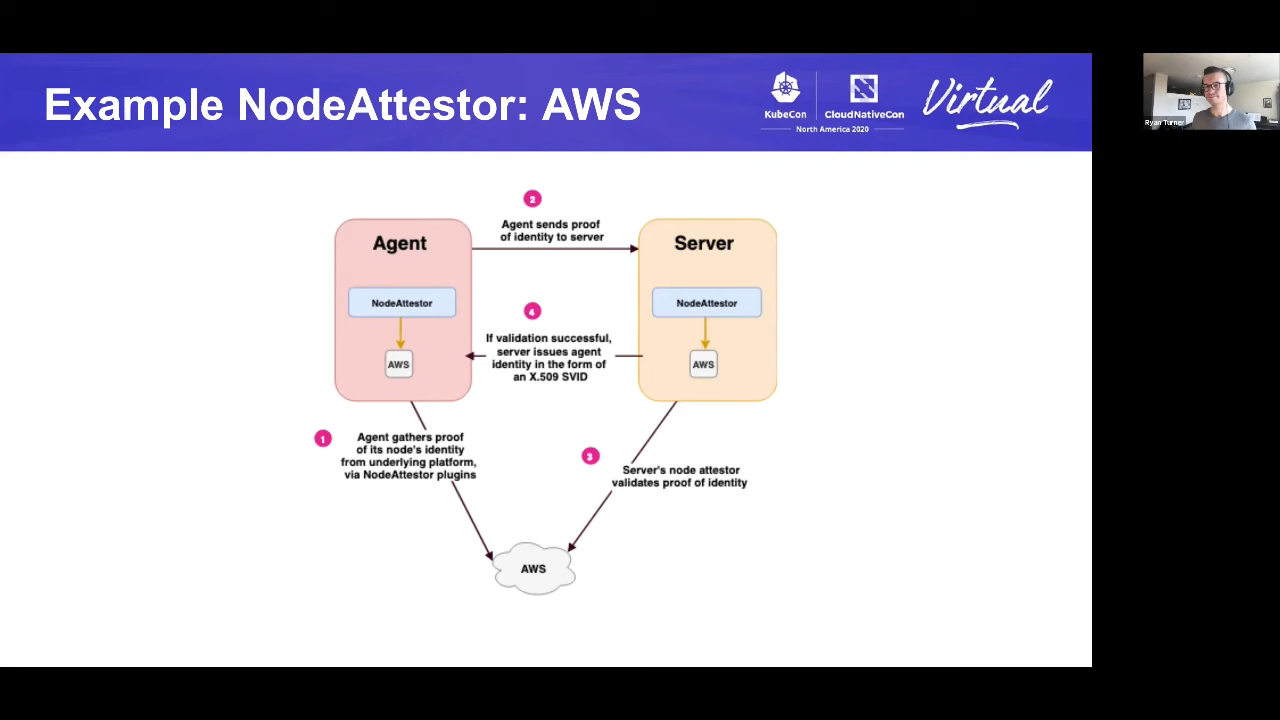 Example NodeAttestor: AWS
KubeCon
CloudNativeCon
North America 2020
Virtual
Ryan Turner
2
Agent sends proof
of identity to server
Agent
Server
NodeAttestor
NodeAttestor
4
If validation successful,
server issues agent
identity in the form of
an X.509 SVID
AWS
AWS
1
Agent gathers proof
of its node's identity
from underlying platform,
via NodeAttestor plugins
3
Server's node attestor
validates proof of identity
AWS